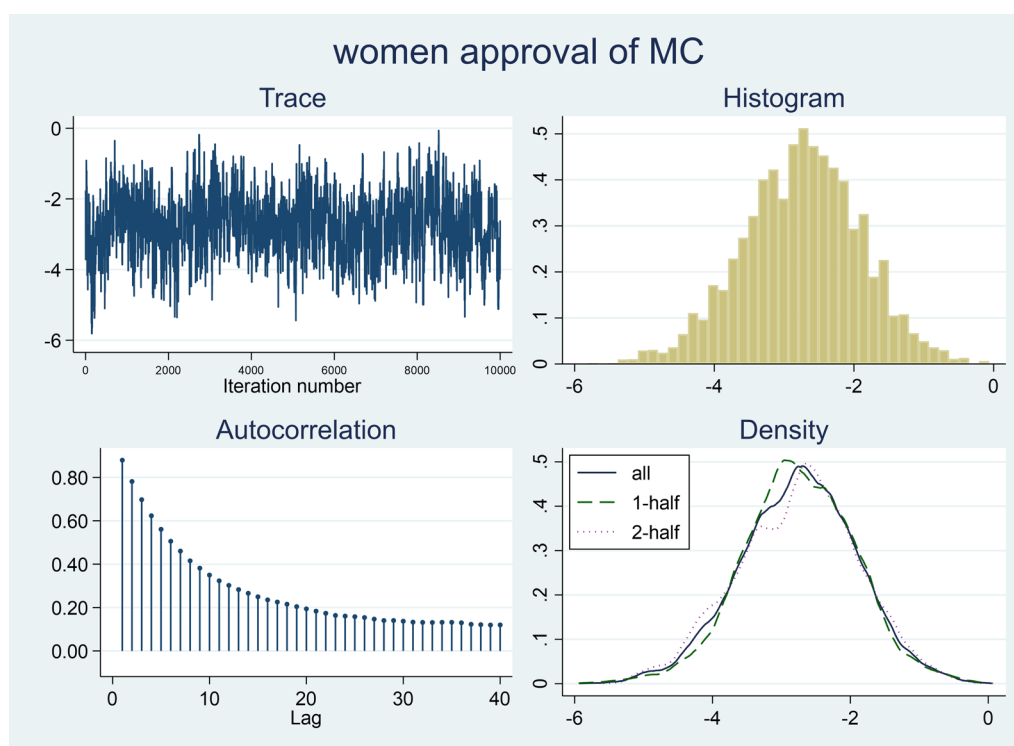 women approval of MC
Trace
0
-2
-4
-6
0 2000 4000 6000 8000 10000
Iteration number
Histogram
.5
.4
.3
.2
.1
0
-6 -4 -2 0
Autocorrelation
0.80
0.60
0.40
0.20
0.00
0 10 20 30 40
Lag
Density
.5
.4
.3
.2
.1
0
all
1-half
2-half
-6 -4 -2 0